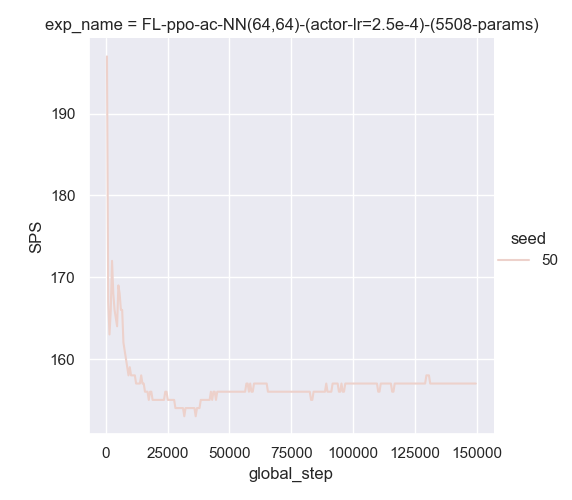 exp_name = FL-ppo-ac-NN(64,64)-(actor-lr=2.5e-4)-(5508-params)
190
180
170
160
SPS
seed
50
0 25000 50000 75000 100000 125000 150000
global_step